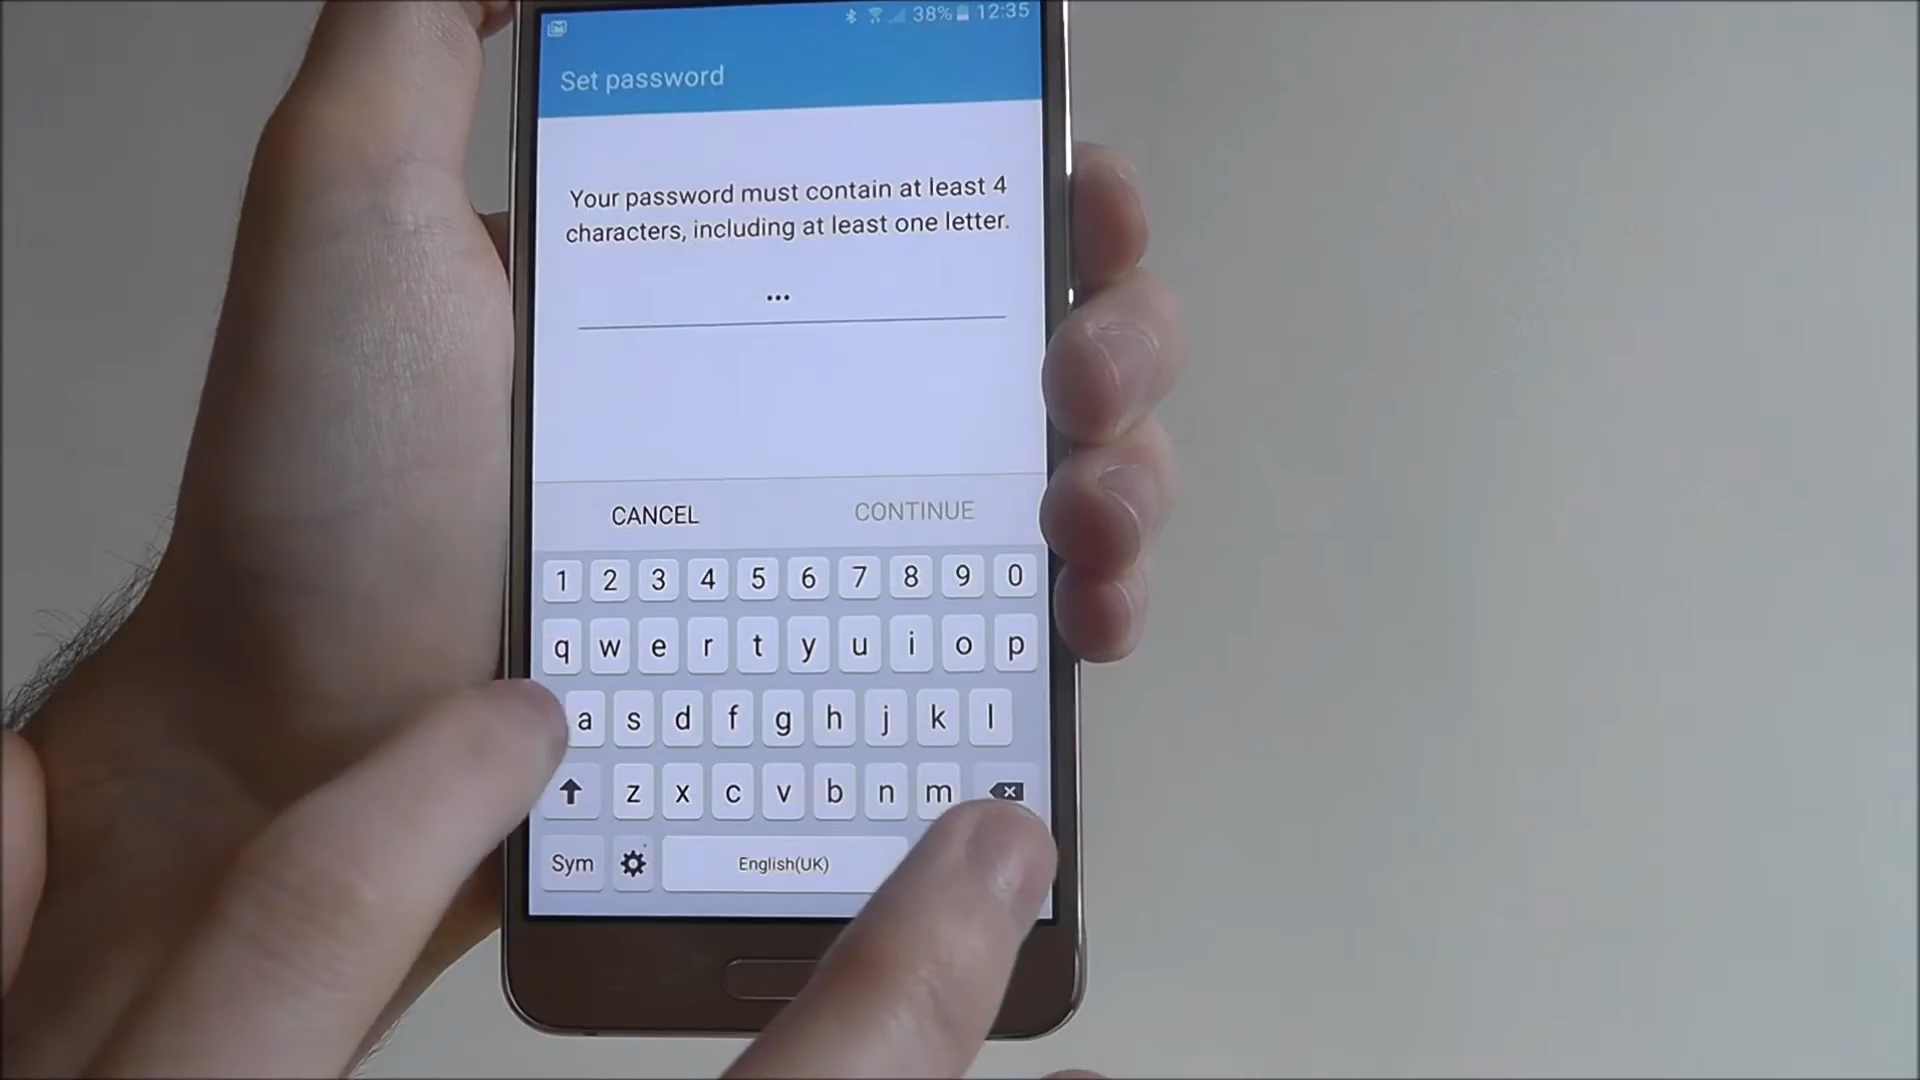 38% 12:35
Set password
Your password must contain at least 4
characters, including at least one letter.
•••
CANCEL CONTINUE
1 2 3 4 5 6 7 8 9 0
q w e r t y u i o p
a s d f g h j k l
z x c v b n m
Sym English(UK)